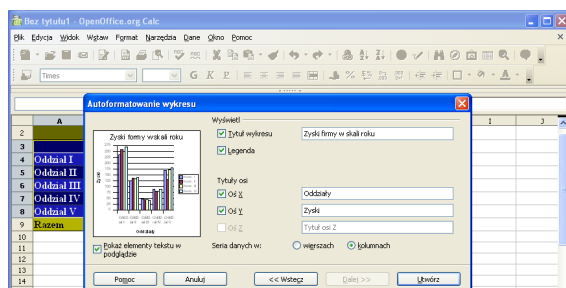 Bez tytułu1 - OpenOffice.org Calc
Plik Edycja Widok Wstaw Format Narzędzia Dane Okno Pomoc
Times
G K P
Autoformatowanie wykresu
A I J
2
3
4 Oddział I
5 Oddział II
6 Oddział III
7 Oddział IV
8 Oddział V
9 Razem
10
11
12
13
14
Zyski firmy w skali roku
Zyski
Oddziały
Pokaż elementy tekstu w podglądzie
Wyświetl
Tytuł wykresu Zyski firmy w skali roku
Legenda
Tytuły osi
Oś X Oddziały
Oś Y Zyski
Oś Z Tytuł osi Z
Seria danych w: wierszach kolumnach
Pomoc Anuluj << Wstecz Dalej >> Utwórz